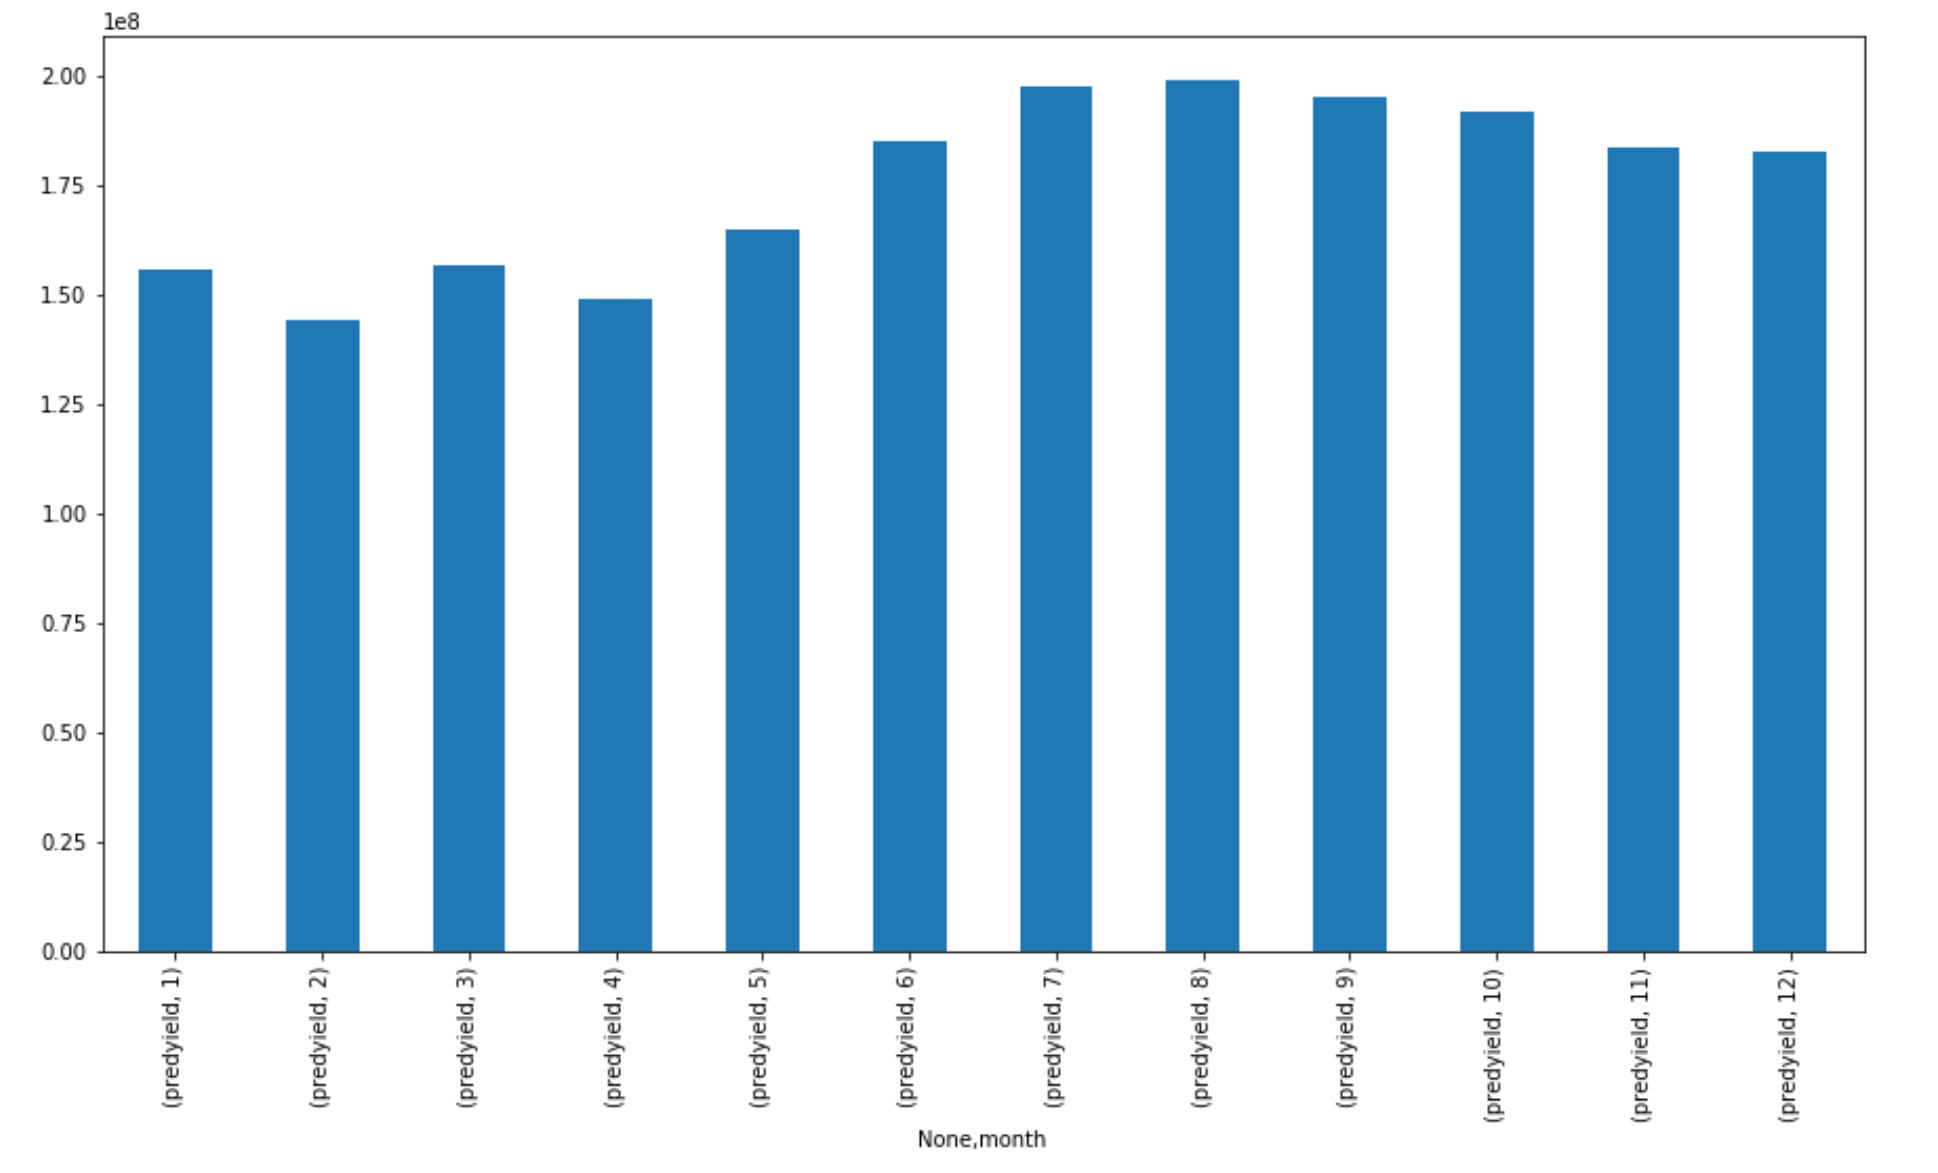 1e8
2.00
1.75
1.50
1.25
1.00
0.75
0.50
0.25
0.00
(predyield, 1)
(predyield, 2)
(predyield, 3)
(predyield, 4)
(predyield, 5)
(predyield, 6)
(predyield, 7)
(predyield, 8)
(predyield, 9)
(predyield, 10)
(predyield, 11)
(predyield, 12)
None,month